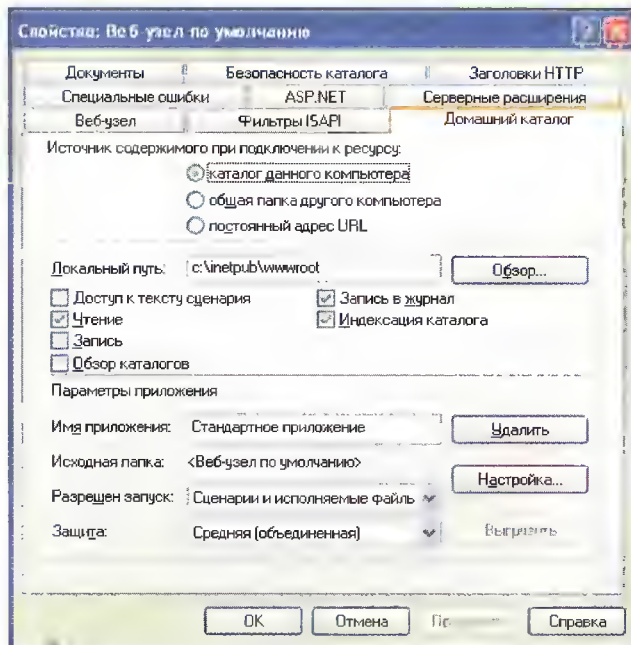 Свойства: Веб-узел по умолчанию
Документы Безопасность каталога Заголовки HTTP
Специальные ошибки ASP.NET Серверные расширения
Веб-узел Фильтры ISAPI Домашний каталог
Источник содержимого при подключении к ресурсу:
каталог данного компьютера
общая папка другого компьютера
постоянный адрес URL
Локальный путь: c:\inetpub\wwwroot Обзор...
Доступ к тексту сценария Запись в журнал
Чтение Индексация каталога
Запись
Обзор каталогов
Параметры приложения
Имя приложения: Стандартное приложение Удалить
Исходная папка: <Веб-узел по умолчанию>
Настройка...
Разрешен запуск: Сценарии и исполняемые файль
Защита: Средняя (объединенная) Выгрузить
OK Отмена Справка